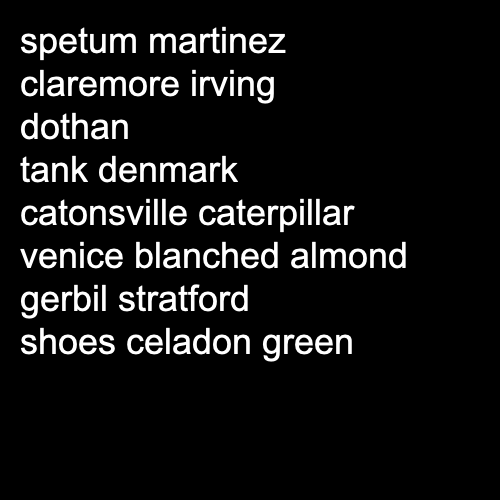 spetum martinez
claremore irving
dothan
tank denmark
catonsville caterpillar
venice blanched almond
gerbil stratford
shoes celadon green